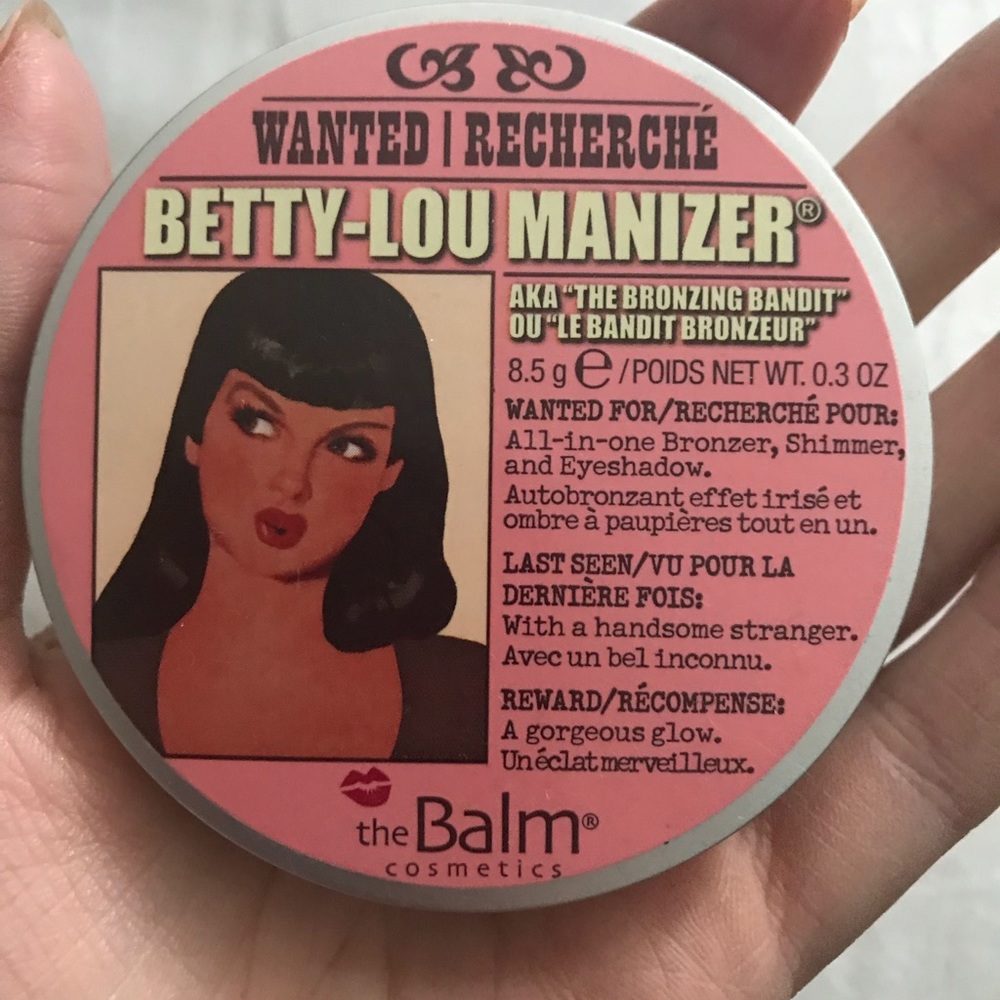 WANTED | RECHERCHÉ
BETTY-LOU MANIZER®
AKA "THE BRONZING BANDIT"
OU "LE BANDIT BRONZEUR"
8.5 g e / POIDS NET WT. 0.3 OZ
WANTED FOR/RECHERCHÉ POUR:
All-in-one Bronzer, Shimmer,
and Eyeshadow.
Autobronzant effet irisé et
ombre à paupières tout en un.
LAST SEEN/VU POUR LA
DERNIÈRE FOIS:
With a handsome stranger.
Avec un bel inconnu.
REWARD/RÉCOMPENSE:
A gorgeous glow.
Un éclat merveilleux.
theBalm®
cosmetics